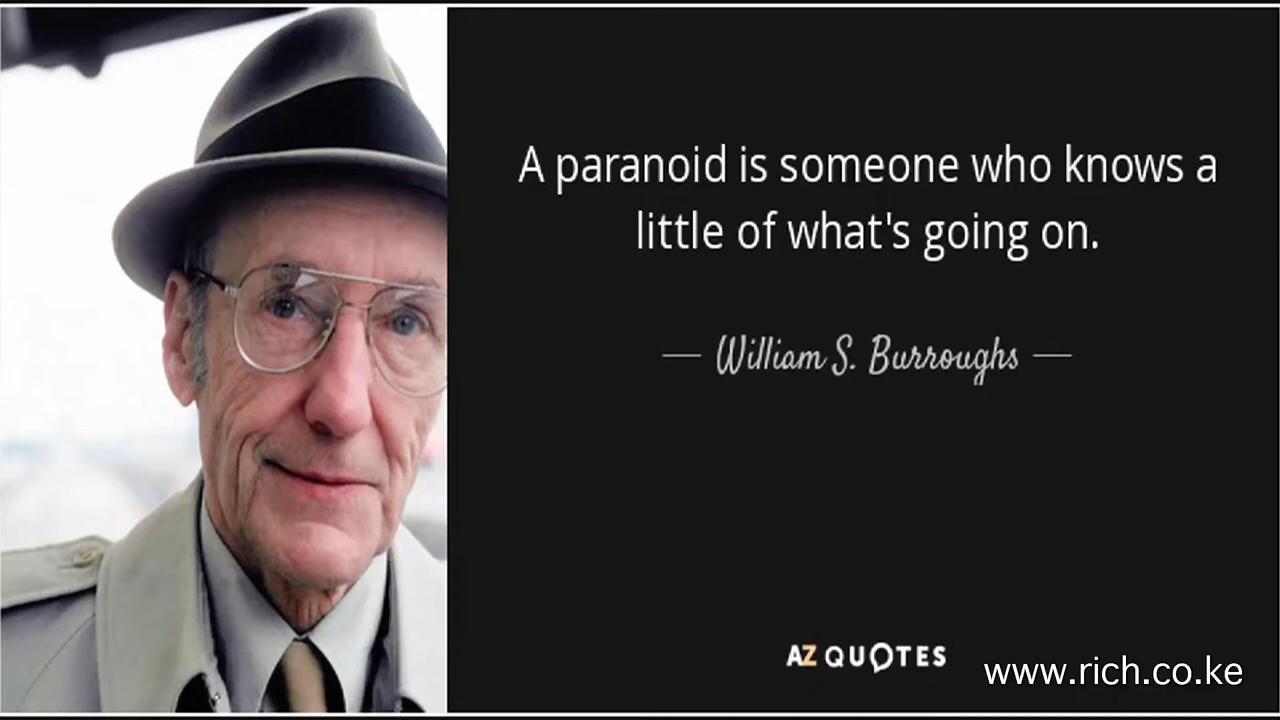 A paranoid is someone who knows a
little of what's going on.
— William S. Burroughs —
AZ QUOTES
www.rich.co.ke